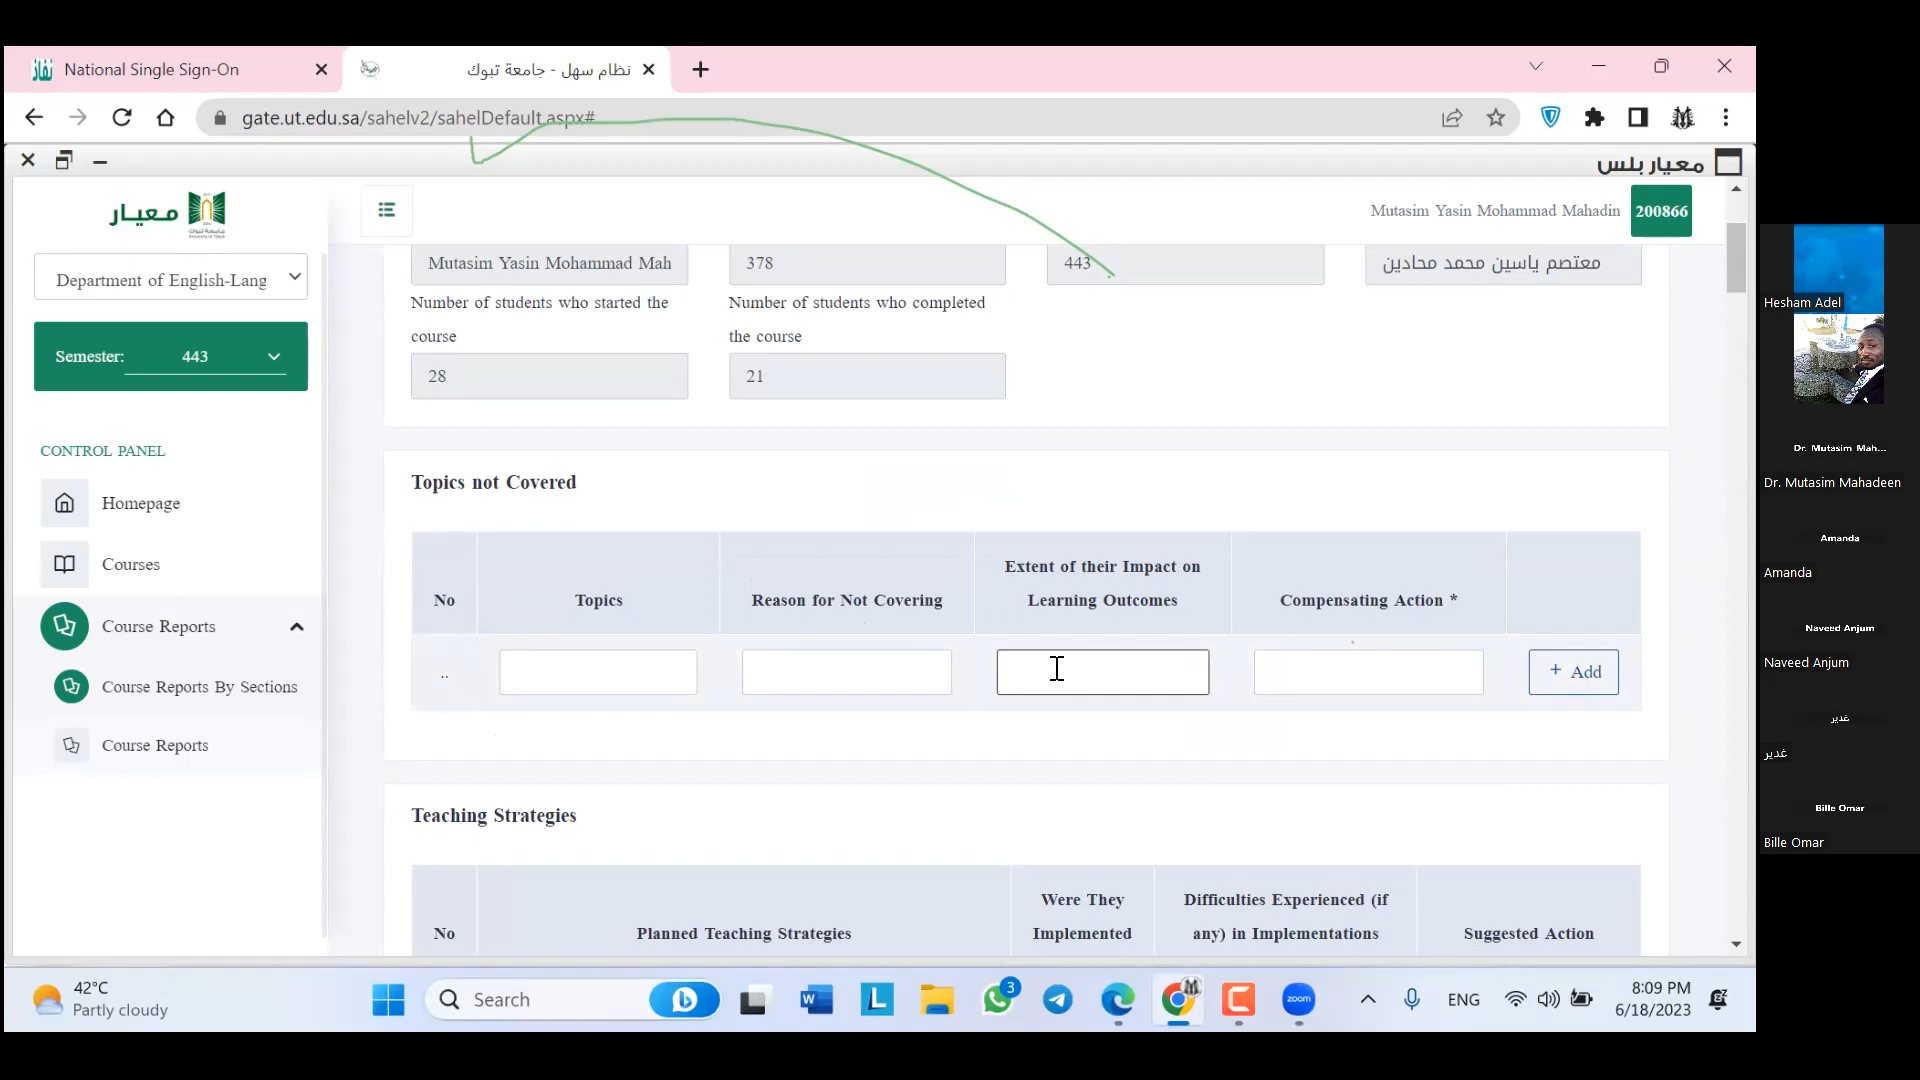 National Single Sign-On
نظام سهل - جامعة تبوك
gate.ut.edu.sa/sahelv2/sahelDefault.aspx#
معيار بلس
معيار
Mutasim Yasin Mohammad Mahadin
200866
Department of English-Lang
Mutasim Yasin Mohammad Mah
378
443
معتصم ياسين محمد محادين
Number of students who started the
course
Number of students who completed
the course
28
21
Semester: 443
CONTROL PANEL
Homepage
Courses
Course Reports
Course Reports By Sections
Course Reports
Topics not Covered
No
Topics
Reason for Not Covering
Extent of their Impact on
Learning Outcomes
Compensating Action *
..
+ Add
Teaching Strategies
No
Planned Teaching Strategies
Were They
Implemented
Difficulties Experienced (if
any) in Implementations
Suggested Action
Hesham Adel
Dr. Mutasim Mah...
Dr. Mutasim Mahadeen
Amanda
Amanda
Naveed Anjum
Naveed Anjum
غدير
غدير
Bille Omar
Bille Omar
42°C
Partly cloudy
Search
W
L
3
zoom
ENG
8:09 PM
6/18/2023